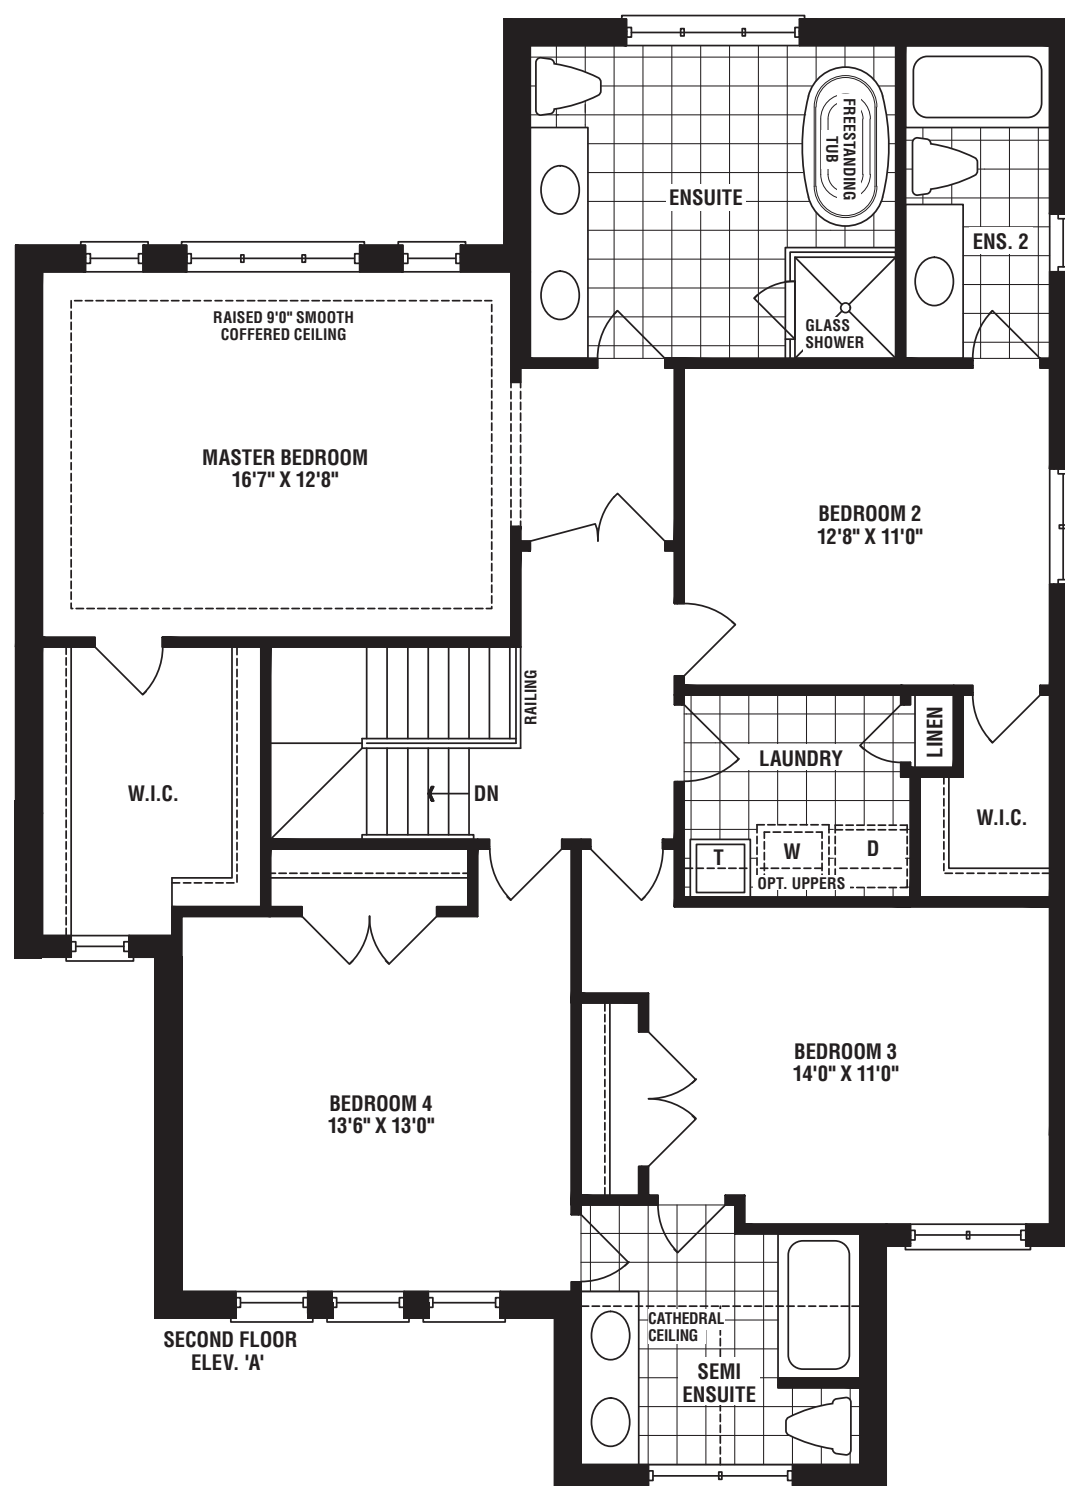 FREESTANDING
TUB
ENSUITE
ENS. 2
RAISED 9'0" SMOOTH
COFFERED CEILING
GLASS
SHOWER
MASTER BEDROOM
16'7" X 12'8"
BEDROOM 2
12'8" X 11'0"
RAILING
LINEN
LAUNDRY
W.I.C.
DN
W.I.C.
T
W
D
OPT. UPPERS
BEDROOM 3
14'0" X 11'0"
BEDROOM 4
13'6" X 13'0"
CATHEDRAL
CEILING
SECOND FLOOR
ELEV. 'A'
SEMI
ENSUITE